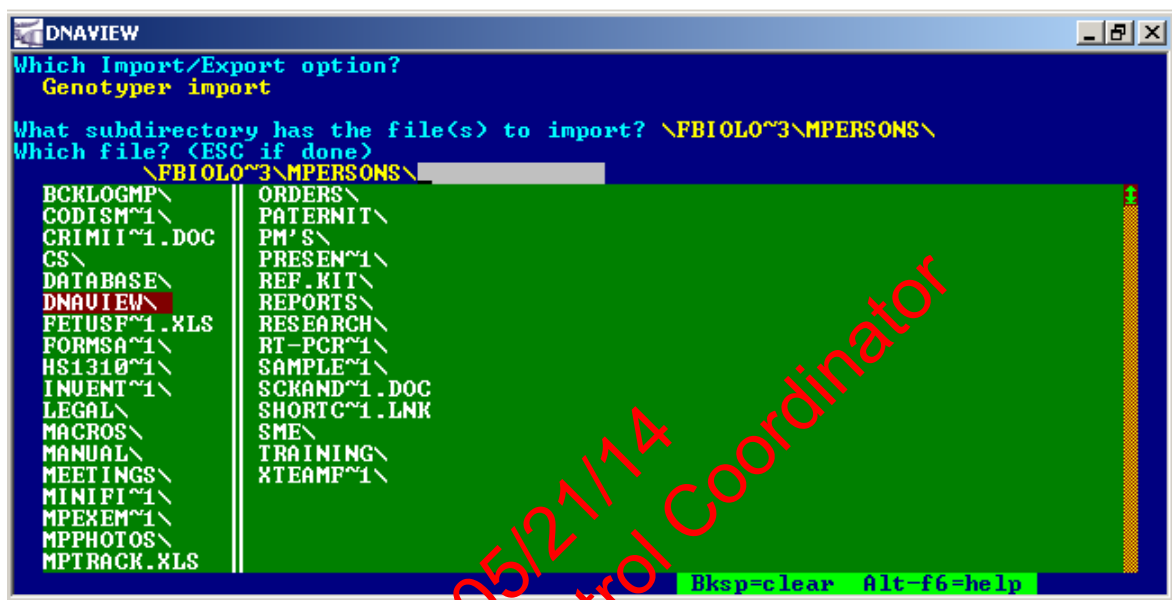 DNAVIEW
Which Import/Export option?
Genotyper import
What subdirectory has the file(s) to import? \FBIOLO~3\MPERSONS\
Which file? (ESC if done)
\FBIOLO~3\MPERSONS\_
BCKLOGMP\
CODISM~1\
CRIMII~1.DOC
CS\
DATABASE\
DNAVIEW\
FETUSF~1.XLS
FORMSA~1\
HS1310~1\
INVENT~1\
LEGAL\
MACROS\
MANUAL\
MEETINGS\
MINIFI~1\
MPEXEM~1\
MPPHOTOS\
MPTRACK.XLS
ORDERS\
PATERNIT\
PM'S\
PRESEN~1\
REF.KIT\
REPORTS\
RESEARCH\
RT-PCR~1\
SAMPLE~1\
SCKAND~1.DOC
SHORTC~1.LNK
SME\
TRAINING\
XTEAMF~1\
Bksp=clear Alt-f6=help
05/21/14
Coordinator